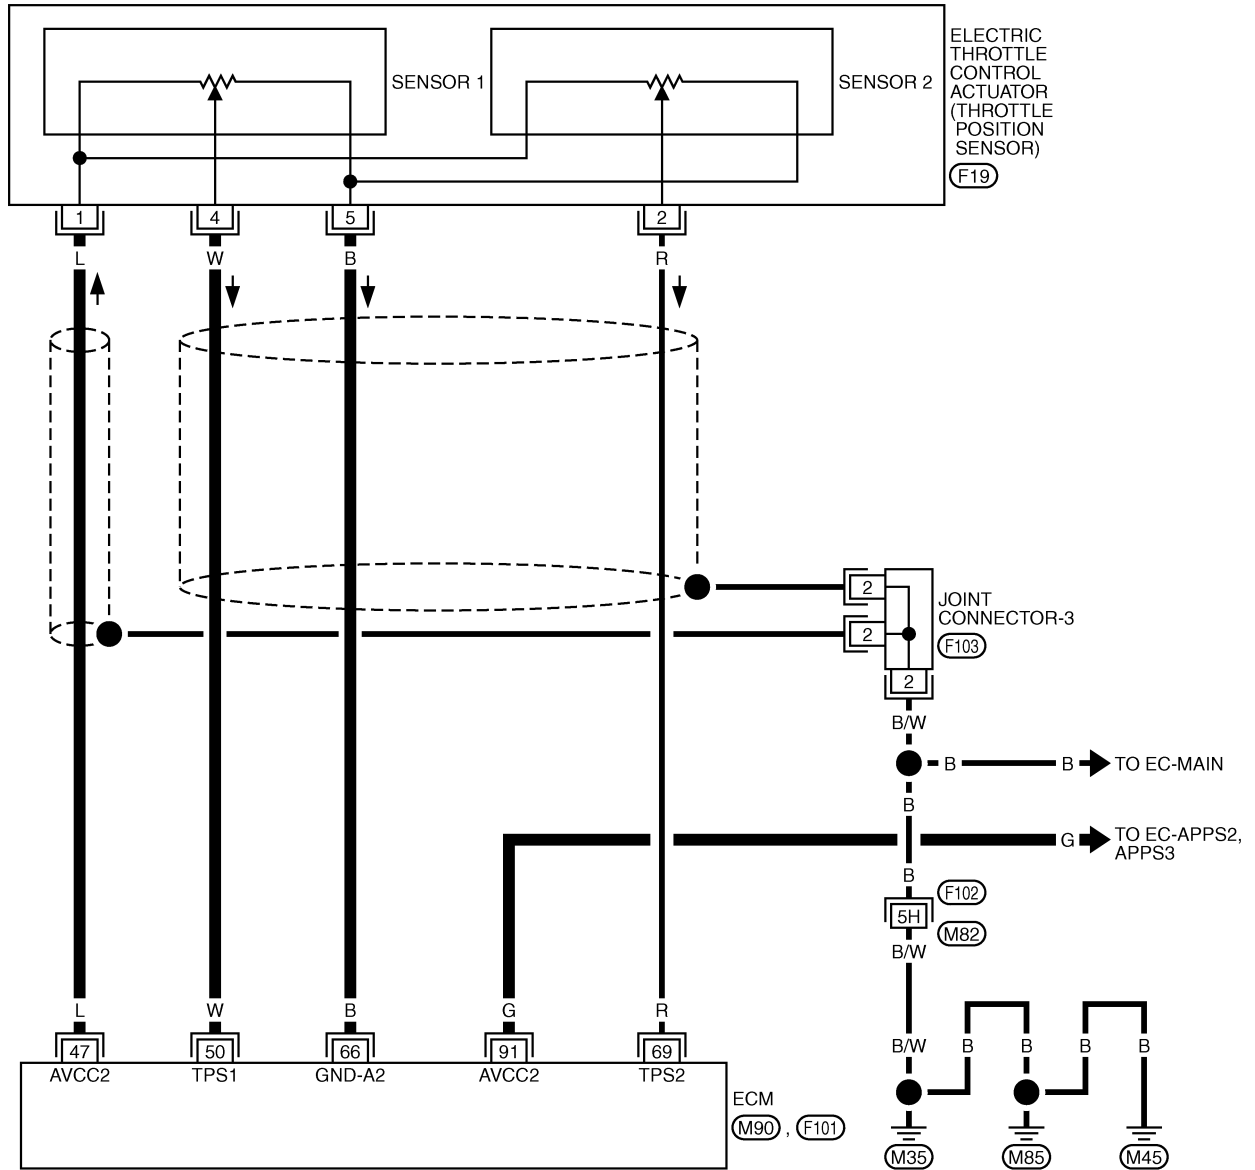 SENSOR 1
SENSOR 2
ELECTRIC
THROTTLE
CONTROL
ACTUATOR
(THROTTLE
POSITION
SENSOR)
F19
1
4
5
2
L
W
B
R
2
2
JOINT
CONNECTOR-3
F103
2
B/W
B
B
TO EC-MAIN
B
G
TO EC-APPS2,
APPS3
B
F102
5H
M82
B/W
L
W
B
G
R
47
50
66
91
69
B/W
B
B
B
B
AVCC2
TPS1
GND-A2
AVCC2
TPS2
ECM
M90 , F101
M35
M85
M45